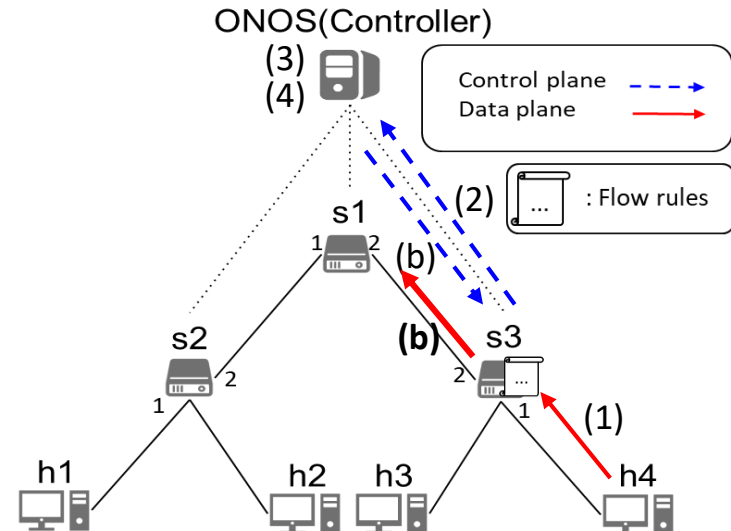 ONOS(Controller)
(3)
(4)
Control plane
Data plane
(2)
...
: Flow rules
s1
1
2
(b)
(b)
s2
s3
2
2
...
1
1
(1)
h1
h2
h3
h4